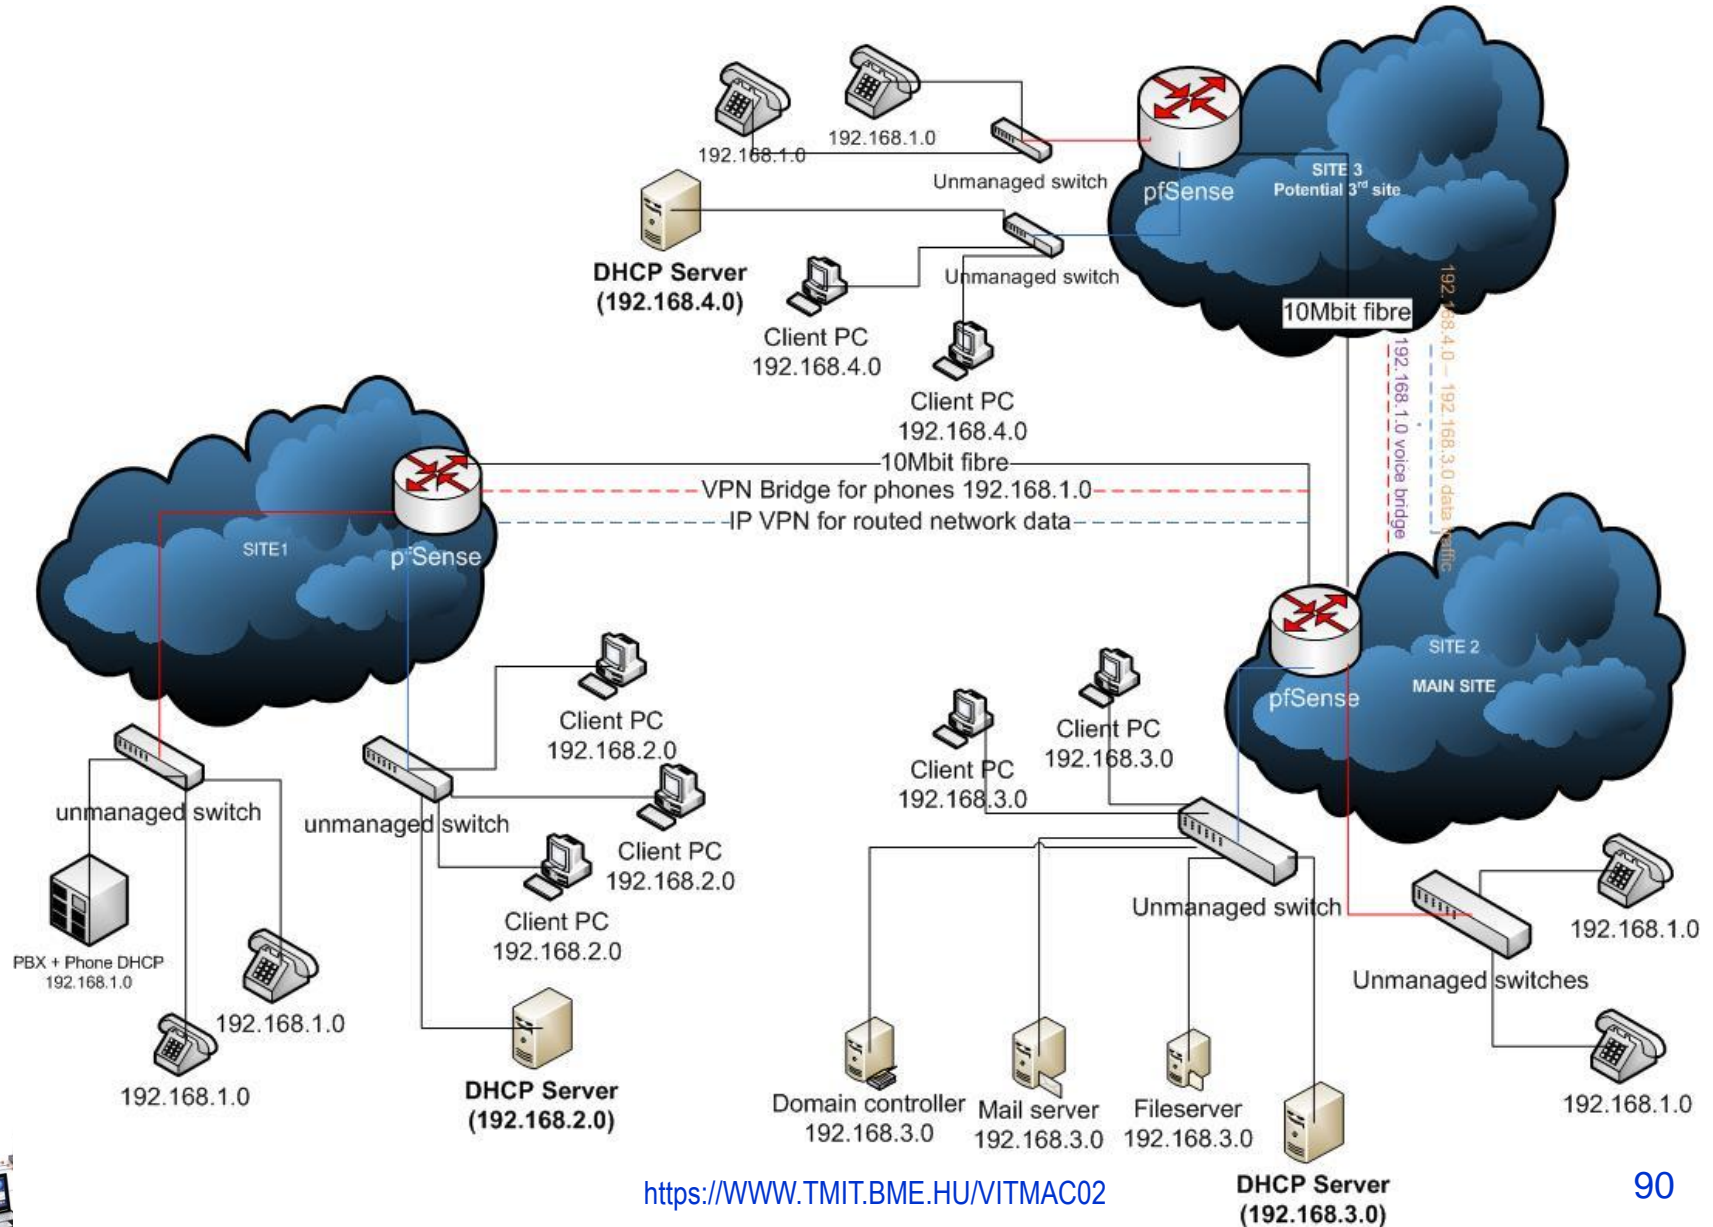 192.168.1.0
192.168.1.0
Unmanaged switch
pfSense
SITE 3
Potential 3rd site
DHCP Server
(192.168.4.0)
Unmanaged switch
Client PC
192.168.4.0
Client PC
192.168.4.0
10Mbit fibre
192.168.1.0 voice bridge
192.168.4.0 – 192.168.3.0 data traffic
10Mbit fibre
VPN Bridge for phones 192.168.1.0
IP VPN for routed network data
SITE1
pfSense
SITE 2
MAIN SITE
pfSense
Client PC
192.168.2.0
Client PC
192.168.2.0
Client PC
192.168.2.0
unmanaged switch
unmanaged switch
PBX + Phone DHCP
192.168.1.0
192.168.1.0
192.168.1.0
DHCP Server
(192.168.2.0)
Client PC
192.168.3.0
Client PC
192.168.3.0
Unmanaged switch
Unmanaged switches
192.168.1.0
192.168.1.0
Domain controller
192.168.3.0
Mail server
192.168.3.0
Fileserver
192.168.3.0
DHCP Server
(192.168.3.0)
https://WWW.TMIT.BME.HU/VITMAC02
90